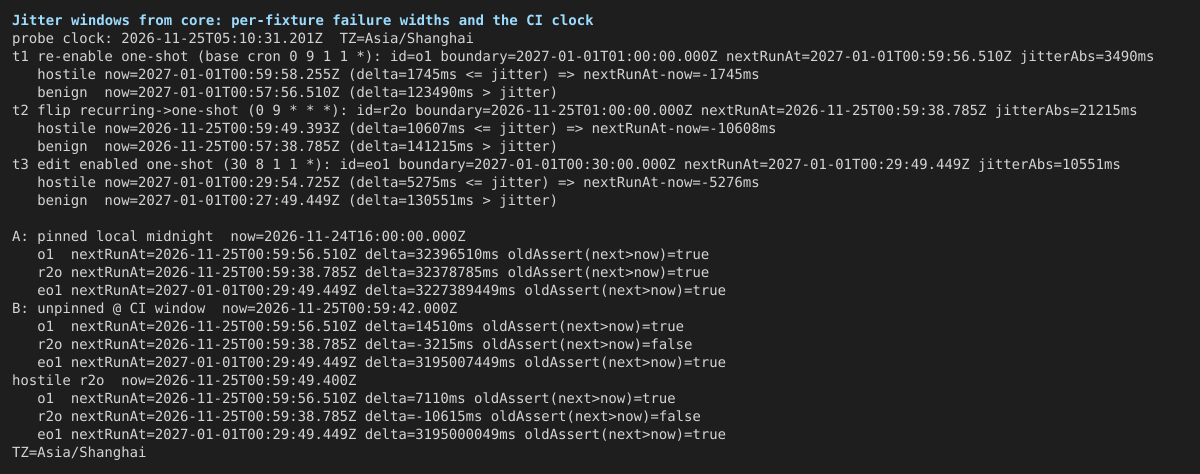 Jitter windows from core: per-fixture failure widths and the CI clock
probe clock: 2026-11-25T05:10:31.201Z  TZ=Asia/Shanghai
t1 re-enable one-shot (base cron 0 9 1 1 *): id=o1 boundary=2027-01-01T01:00:00.000Z nextRunAt=2027-01-01T00:59:56.510Z jitterAbs=3490ms
   hostile now=2027-01-01T00:59:58.255Z (delta=1745ms <= jitter) => nextRunAt-now=-1745ms
   benign  now=2027-01-01T00:57:56.510Z (delta=123490ms > jitter)
t2 flip recurring->one-shot (0 9 * * *): id=r2o boundary=2026-11-25T01:00:00.000Z nextRunAt=2026-11-25T00:59:38.785Z jitterAbs=21215ms
   hostile now=2026-11-25T00:59:49.393Z (delta=10607ms <= jitter) => nextRunAt-now=-10608ms
   benign  now=2026-11-25T00:57:38.785Z (delta=141215ms > jitter)
t3 edit enabled one-shot (30 8 1 1 *): id=eo1 boundary=2027-01-01T00:30:00.000Z nextRunAt=2027-01-01T00:29:49.449Z jitterAbs=10551ms
   hostile now=2027-01-01T00:29:54.725Z (delta=5275ms <= jitter) => nextRunAt-now=-5276ms
   benign  now=2027-01-01T00:27:49.449Z (delta=130551ms > jitter)

A: pinned local midnight  now=2026-11-24T16:00:00.000Z
   o1  nextRunAt=2026-11-25T00:59:56.510Z delta=32396510ms oldAssert(next>now)=true
   r2o nextRunAt=2026-11-25T00:59:38.785Z delta=32378785ms oldAssert(next>now)=true
   eo1 nextRunAt=2027-01-01T00:29:49.449Z delta=3227389449ms oldAssert(next>now)=true
B: unpinned @ CI window  now=2026-11-25T00:59:42.000Z
   o1  nextRunAt=2026-11-25T00:59:56.510Z delta=14510ms oldAssert(next>now)=true
   r2o nextRunAt=2026-11-25T00:59:38.785Z delta=-3215ms oldAssert(next>now)=false
   eo1 nextRunAt=2027-01-01T00:29:49.449Z delta=3195007449ms oldAssert(next>now)=true
hostile r2o  now=2026-11-25T00:59:49.400Z
   o1  nextRunAt=2026-11-25T00:59:56.510Z delta=7110ms oldAssert(next>now)=true
   r2o nextRunAt=2026-11-25T00:59:38.785Z delta=-10615ms oldAssert(next>now)=false
   eo1 nextRunAt=2027-01-01T00:29:49.449Z delta=3195000049ms oldAssert(next>now)=true
TZ=Asia/Shanghai